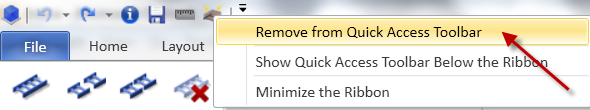 Remove from Quick Access Toolbar
File Home Layout
Show Quick Access Toolbar Below the Ribbon
Minimize the Ribbon